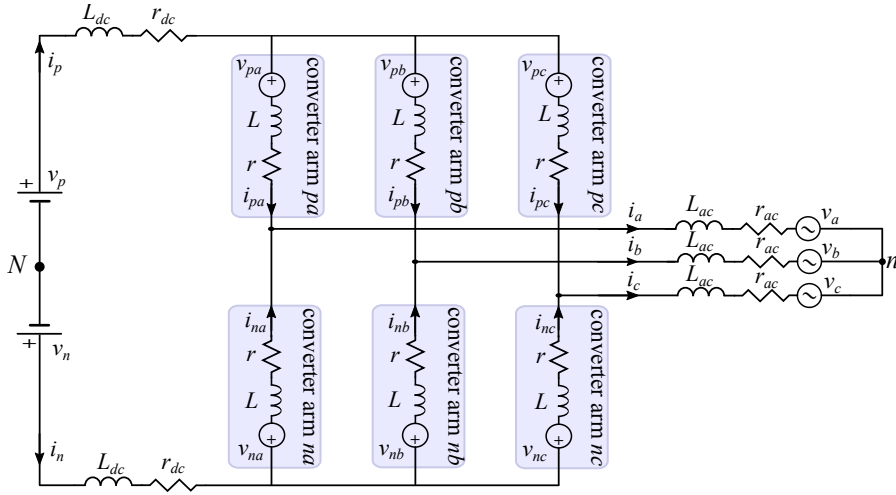 L_dc r_dc
i_p
v_pa + converter arm pa
L
r
i_pa
v_pb + converter arm pb
L
r
i_pb
v_pc + converter arm pc
L
r
i_pc
+ v_p
N
+ v_n
i_n
i_a L_ac r_ac v_a
i_b L_ac r_ac v_b
i_c L_ac r_ac v_c
n
i_na converter arm na
r
L
v_na +
i_nb converter arm nb
r
L
v_nb +
i_nc converter arm nc
r
L
v_nc +
L_dc r_dc